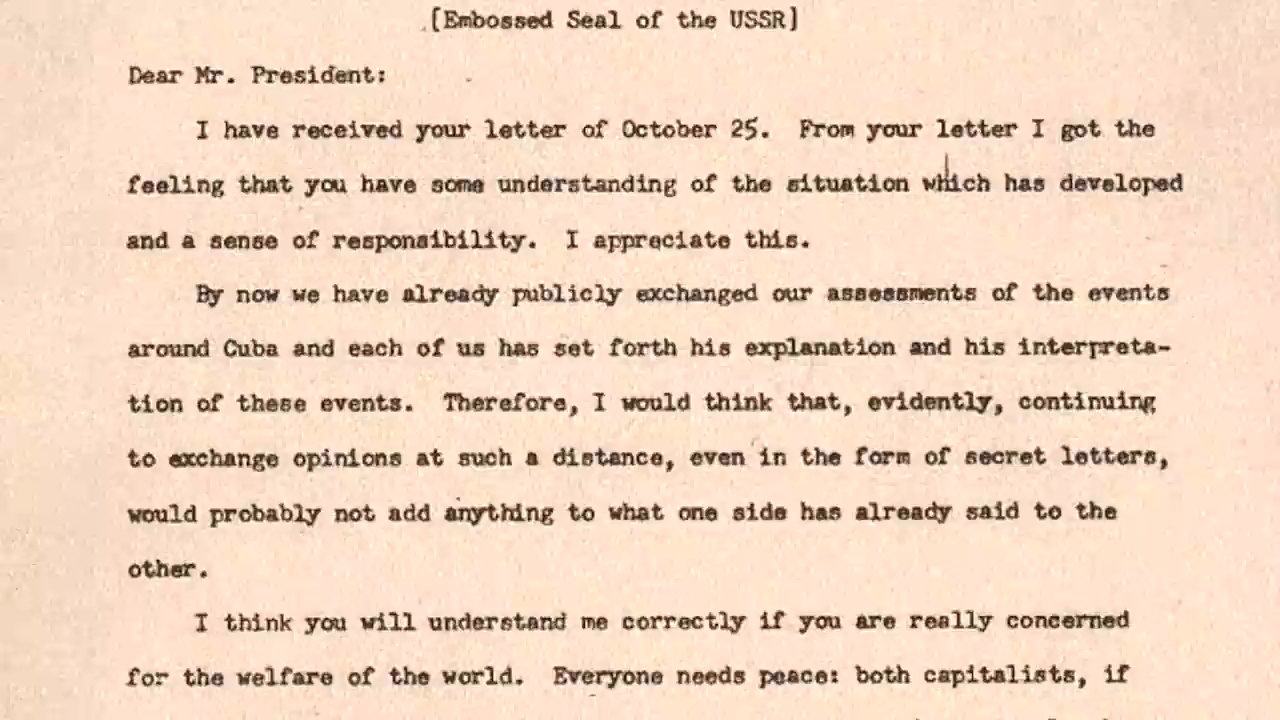 [Embossed Seal of the USSR]
Dear Mr. President:
I have received your letter of October 25. From your letter I got the
feeling that you have some understanding of the situation which has developed
and a sense of responsibility. I appreciate this.
By now we have already publicly exchanged our assessments of the events
around Cuba and each of us has set forth his explanation and his interpreta-
tion of these events. Therefore, I would think that, evidently, continuing
to exchange opinions at such a distance, even in the form of secret letters,
would probably not add anything to what one side has already said to the
other.
I think you will understand me correctly if you are really concerned
for the welfare of the world. Everyone needs peace: both capitalists, if